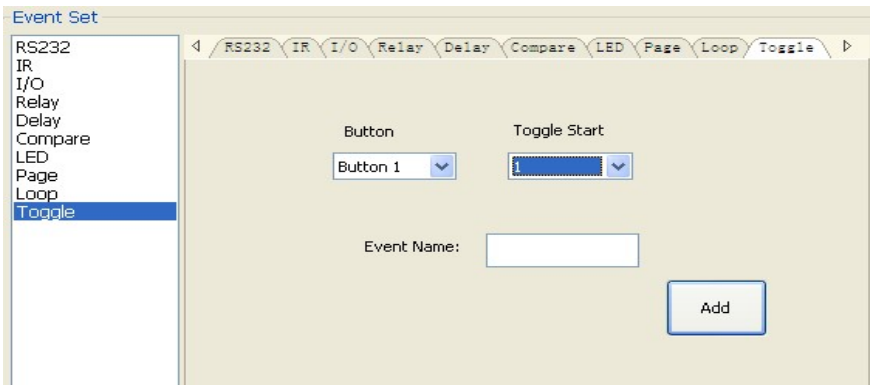 Event Set
RS232
IR
I/O
Relay
Delay
Compare
LED
Page
Loop
Toggle
RS232 IR I/O Relay Delay Compare LED Page Loop Toggle
Button Toggle Start
Button 1 1
Event Name:
Add